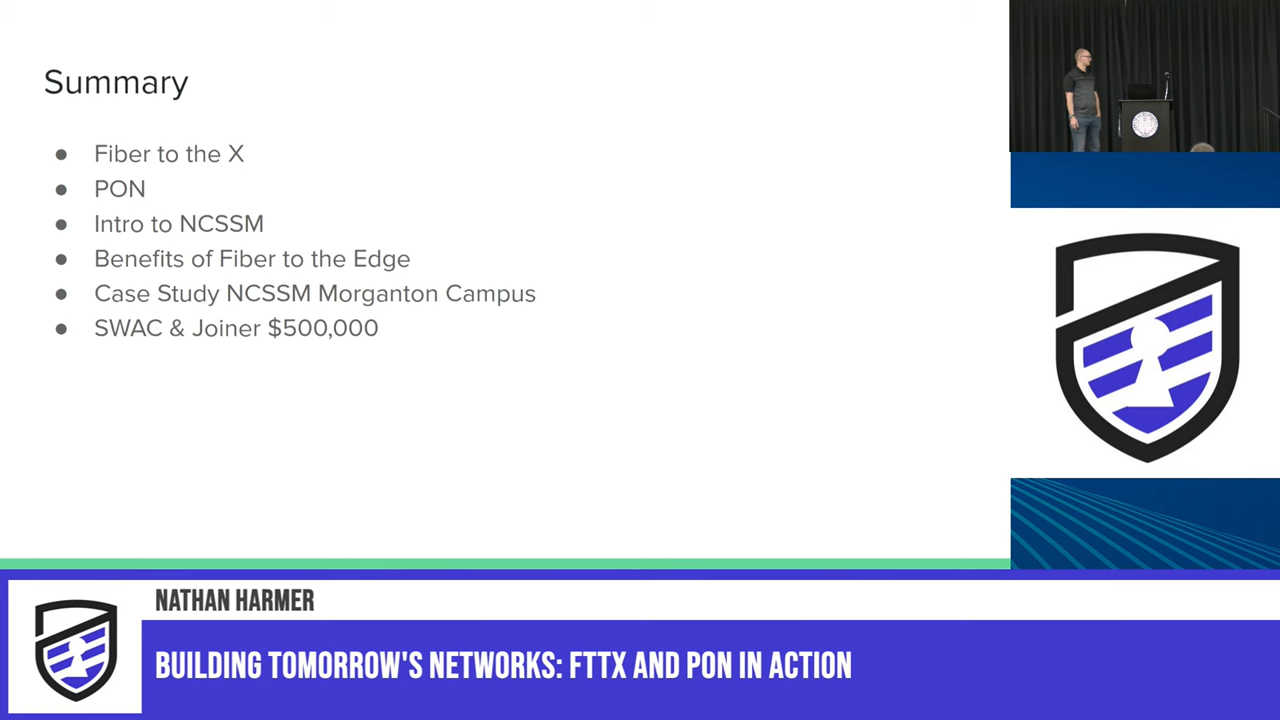 Summary
● Fiber to the X
● PON
● Intro to NCSSM
● Benefits of Fiber to the Edge
● Case Study NCSSM Morganton Campus
● SWAC & Joiner $500,000
NATHAN HARMER
BUILDING TOMORROW'S NETWORKS: FTTX AND PON IN ACTION